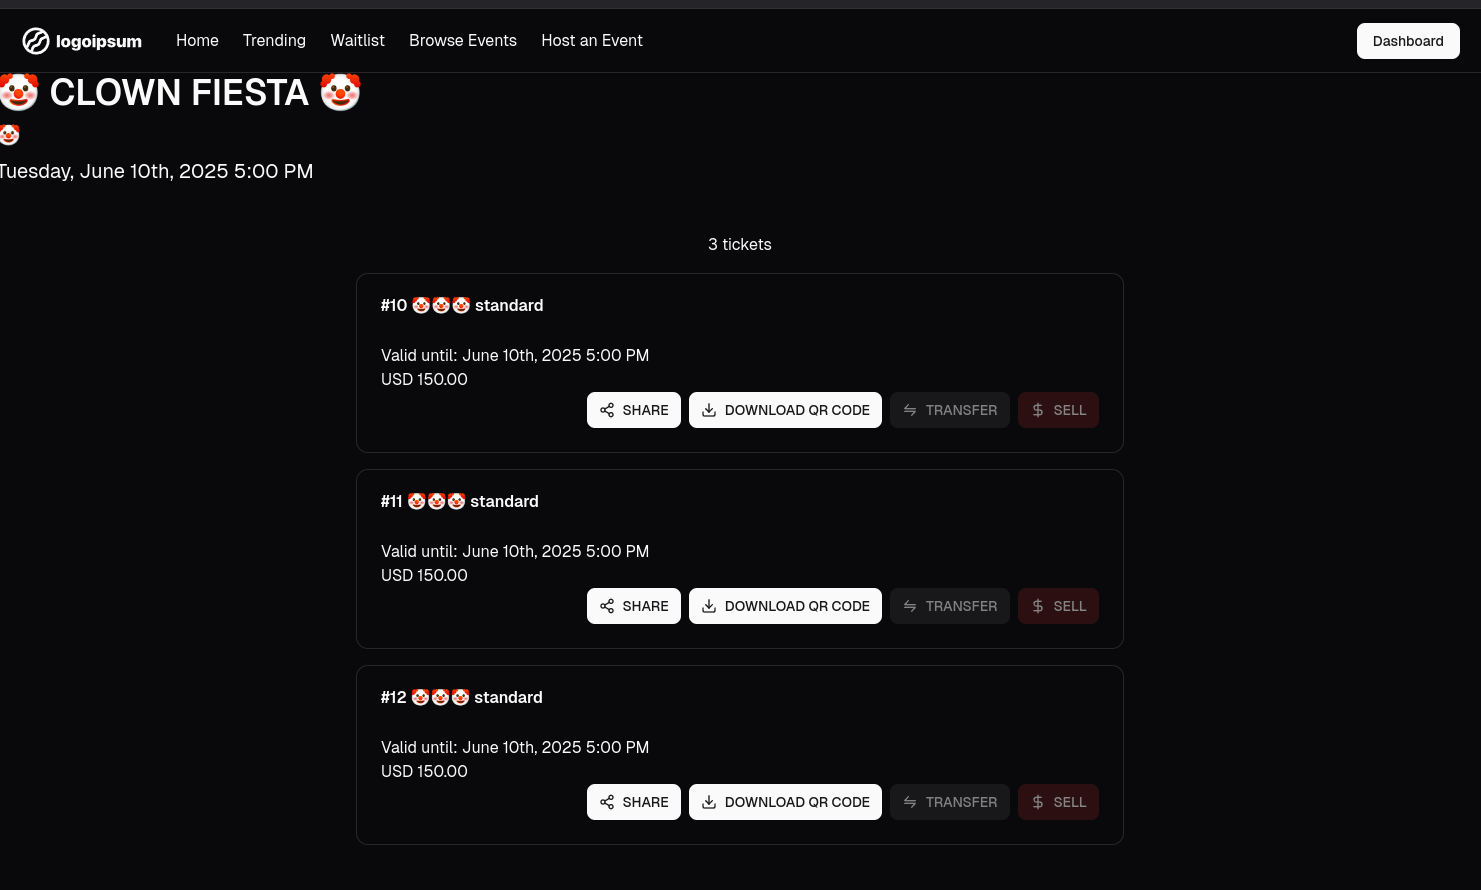 logoipsum Home Trending Waitlist Browse Events Host an Event Dashboard
🤡 CLOWN FIESTA 🤡
🤡
Tuesday, June 10th, 2025 5:00 PM
3 tickets
#10 🤡🤡🤡 standard
Valid until: June 10th, 2025 5:00 PM
USD 150.00
SHARE DOWNLOAD QR CODE TRANSFER SELL
#11 🤡🤡🤡 standard
Valid until: June 10th, 2025 5:00 PM
USD 150.00
SHARE DOWNLOAD QR CODE TRANSFER SELL
#12 🤡🤡🤡 standard
Valid until: June 10th, 2025 5:00 PM
USD 150.00
SHARE DOWNLOAD QR CODE TRANSFER SELL